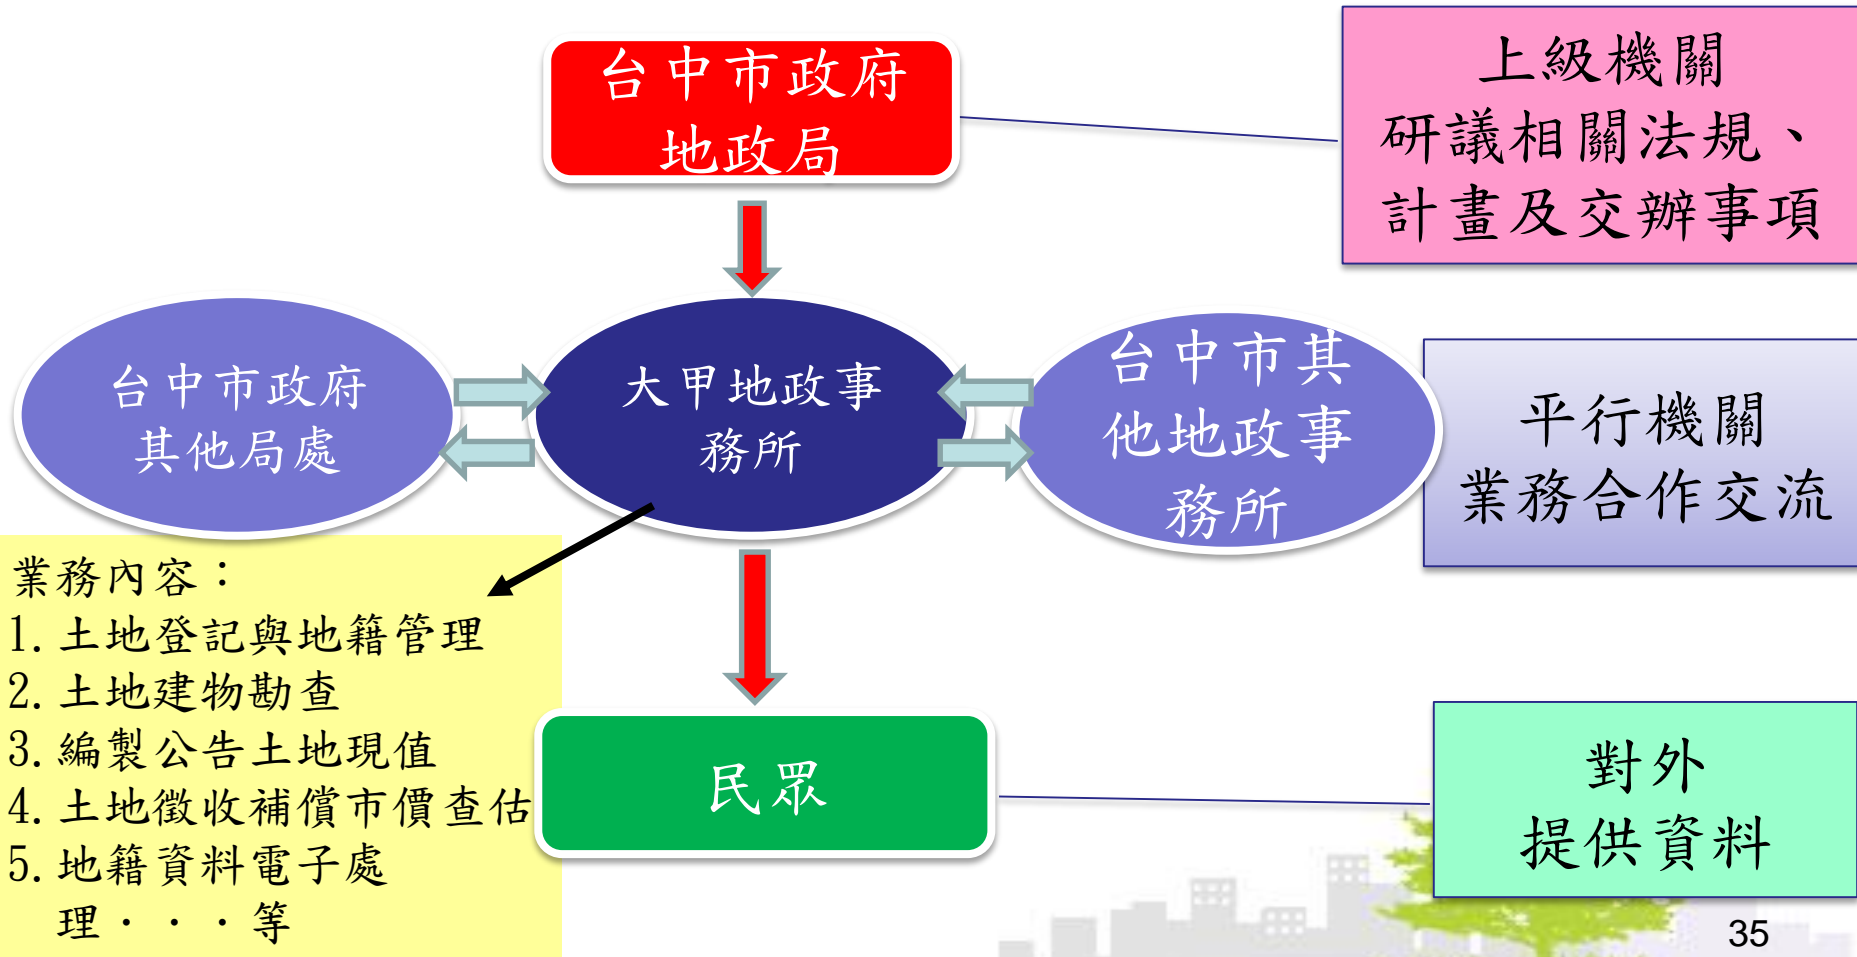 台中市政府
地政局
上級機關
研議相關法規、
計畫及交辦事項
台中市政府
其他局處
大甲地政事
務所
台中市其
他地政事
務所
平行機關
業務合作交流
業務內容：
1.土地登記與地籍管理
2.土地建物勘查
3.編製公告土地現值
4.土地徵收補償市價查估
5.地籍資料電子處
理···等
民眾
對外
提供資料
35